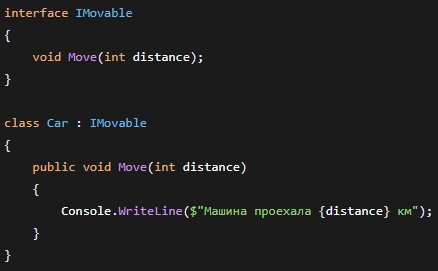 interface IMovable
{
    void Move(int distance);
}

class Car : IMovable
{
    public void Move(int distance)
    {
        Console.WriteLine($"Машина проехала {distance} км");
    }
}